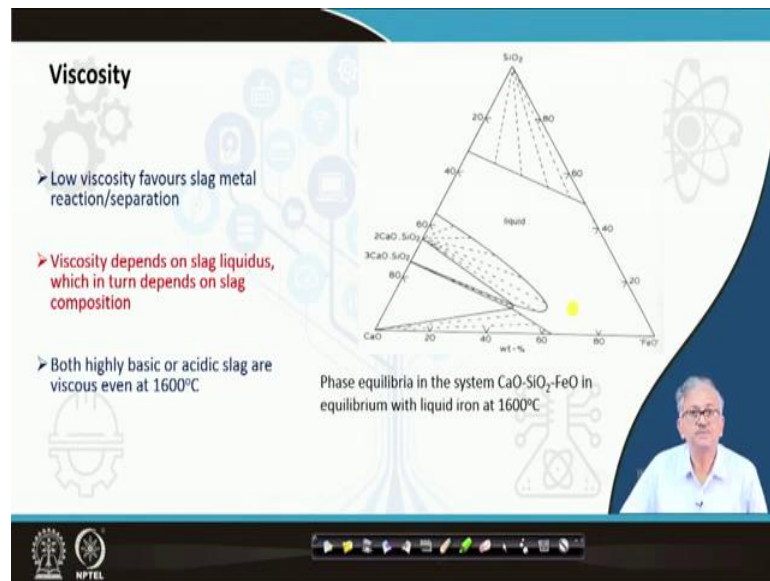 Viscosity
➤Low viscosity favours slag metal
reaction/separation
➤Viscosity depends on slag liquidus,
which in turn depends on slag
composition
➤Both highly basic or acidic slag are
viscous even at 1600°C
SiO₂
20
80
40
60
liquid
60
40
2CaO.SiO₂
3CaO.SiO₂
80
20
CaO
20
40
60
80
'FeO'
wt-%
Phase equilibria in the system CaO-SiO₂-FeO in
equilibrium with liquid iron at 1600°C
NPTEL